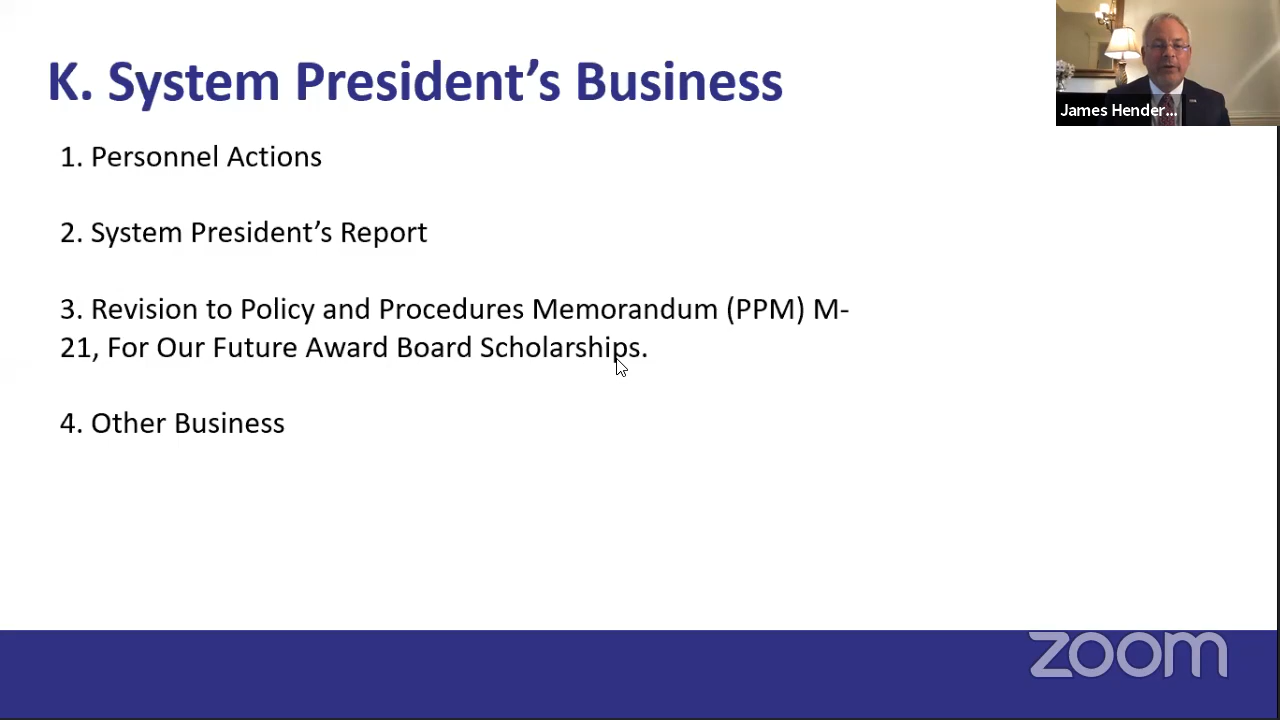 K. System President’s Business
James Hender...
1. Personnel Actions
2. System President’s Report
3. Revision to Policy and Procedures Memorandum (PPM) M-
21, For Our Future Award Board Scholarships.
4. Other Business
zoom